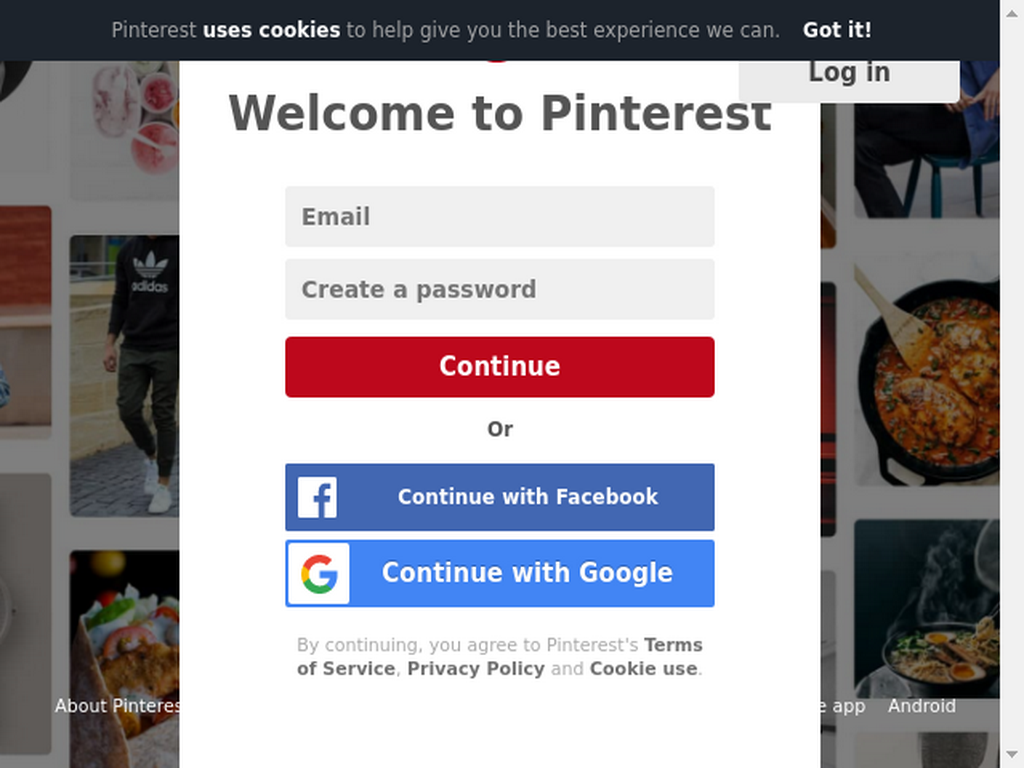 Pinterest uses cookies to help give you the best experience we can. Got it!
Log in
Welcome to Pinterest
Email
adidas
Create a password
Continue
Or
Continue with Facebook
Continue with Google
By continuing, you agree to Pinterest's Terms
of Service, Privacy Policy and Cookie use.
About Pinteres
app Android